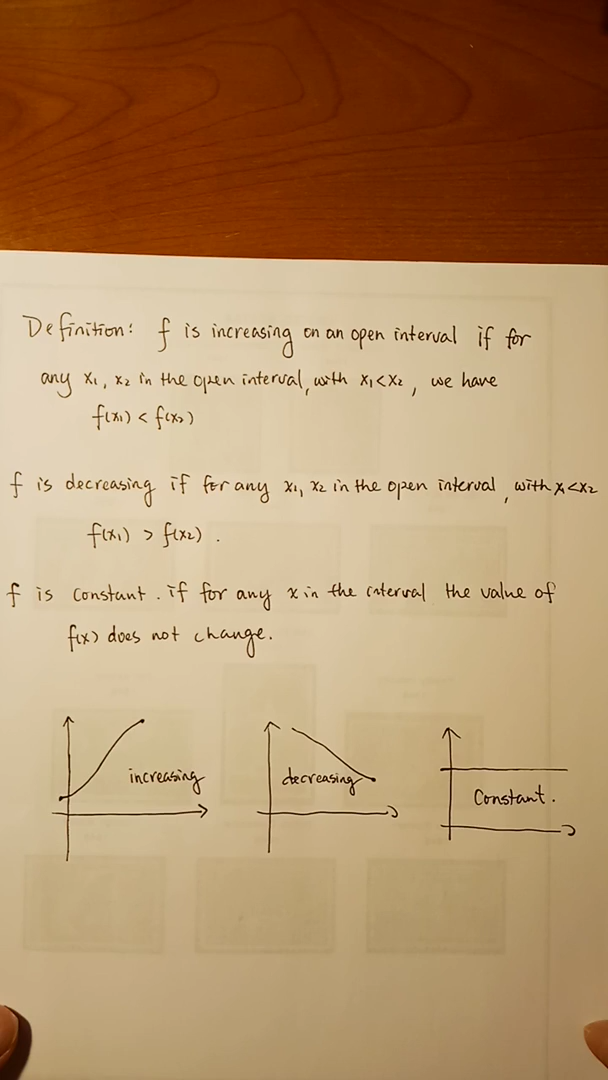 Definition: f is increasing on an open interval if for
any x₁, x₂ in the open interval, with x₁<x₂, we have
f(x₁) < f(x₂)
f is decreasing if for any x₁, x₂ in the open interval, with x₁<x₂
f(x₁) > f(x₂).
f is constant. if for any x in the interval the value of
f(x) does not change.
increasing
decreasing
Constant.